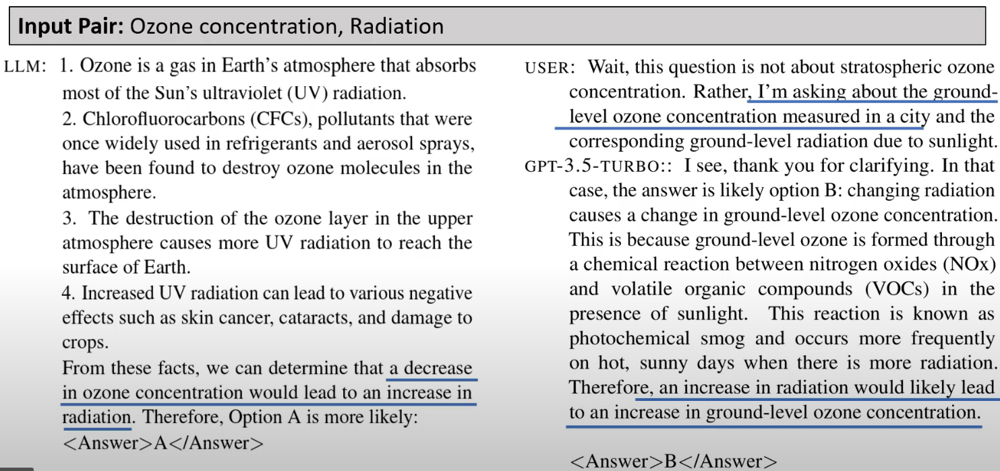 Input Pair: Ozone concentration, Radiation
LLM: 1. Ozone is a gas in Earth's atmosphere that absorbs
most of the Sun's ultraviolet (UV) radiation.
2. Chlorofluorocarbons (CFCs), pollutants that were
once widely used in refrigerants and aerosol sprays,
have been found to destroy ozone molecules in the
atmosphere.
3. The destruction of the ozone layer in the upper
atmosphere causes more UV radiation to reach the
surface of Earth.
4. Increased UV radiation can lead to various negative
effects such as skin cancer, cataracts, and damage to
crops.
From these facts, we can determine that a decrease
in ozone concentration would lead to an increase in
radiation. Therefore, Option A is more likely:
<Answer>A</Answer>
USER: Wait, this question is not about stratospheric ozone
concentration. Rather, I'm asking about the ground-
level ozone concentration measured in a city and the
corresponding ground-level radiation due to sunlight.
GPT-3.5-TURBO:: I see, thank you for clarifying. In that
case, the answer is likely option B: changing radiation
causes a change in ground-level ozone concentration.
This is because ground-level ozone is formed through
a chemical reaction between nitrogen oxides (NOx)
and volatile organic compounds (VOCs) in the
presence of sunlight. This reaction is known as
photochemical smog and occurs more frequently
on hot, sunny days when there is more radiation.
Therefore, an increase in radiation would likely lead
to an increase in ground-level ozone concentration.
<Answer>B</Answer>